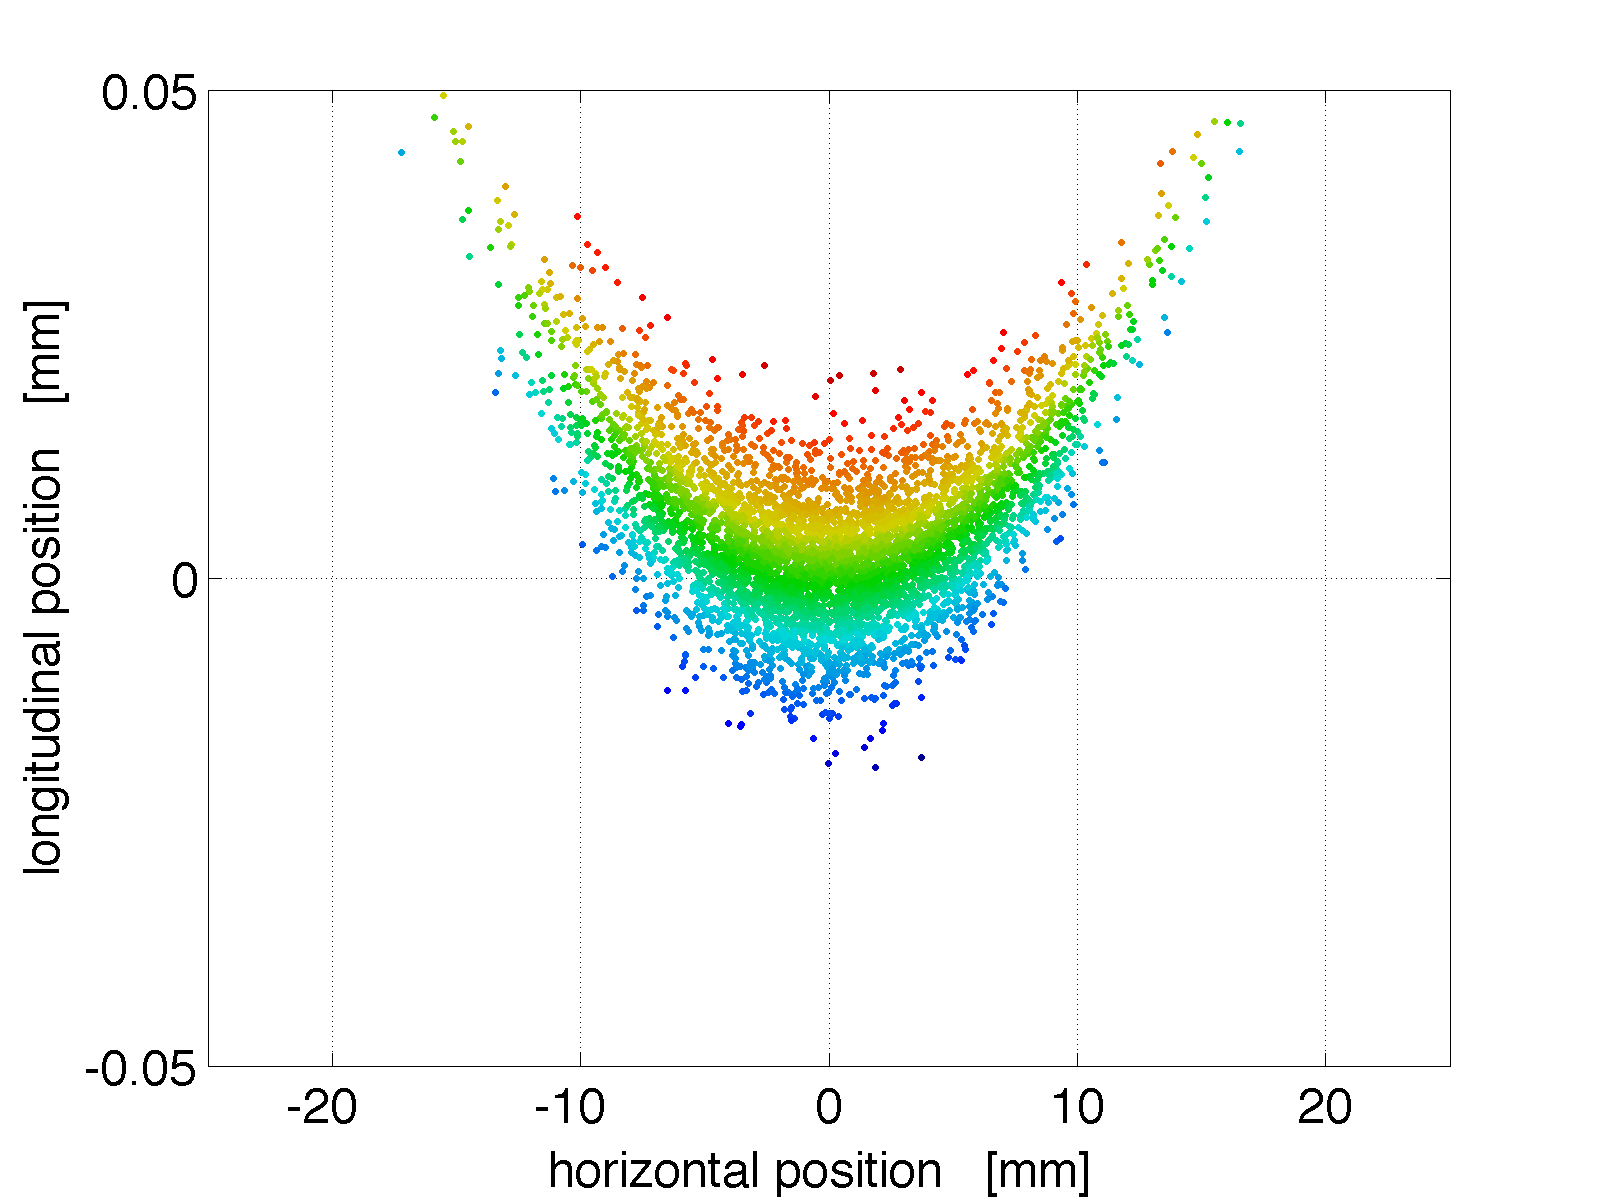 0.05
0
-0.05
longitudinal position [mm]
-20 -10 0 10 20
horizontal position [mm]